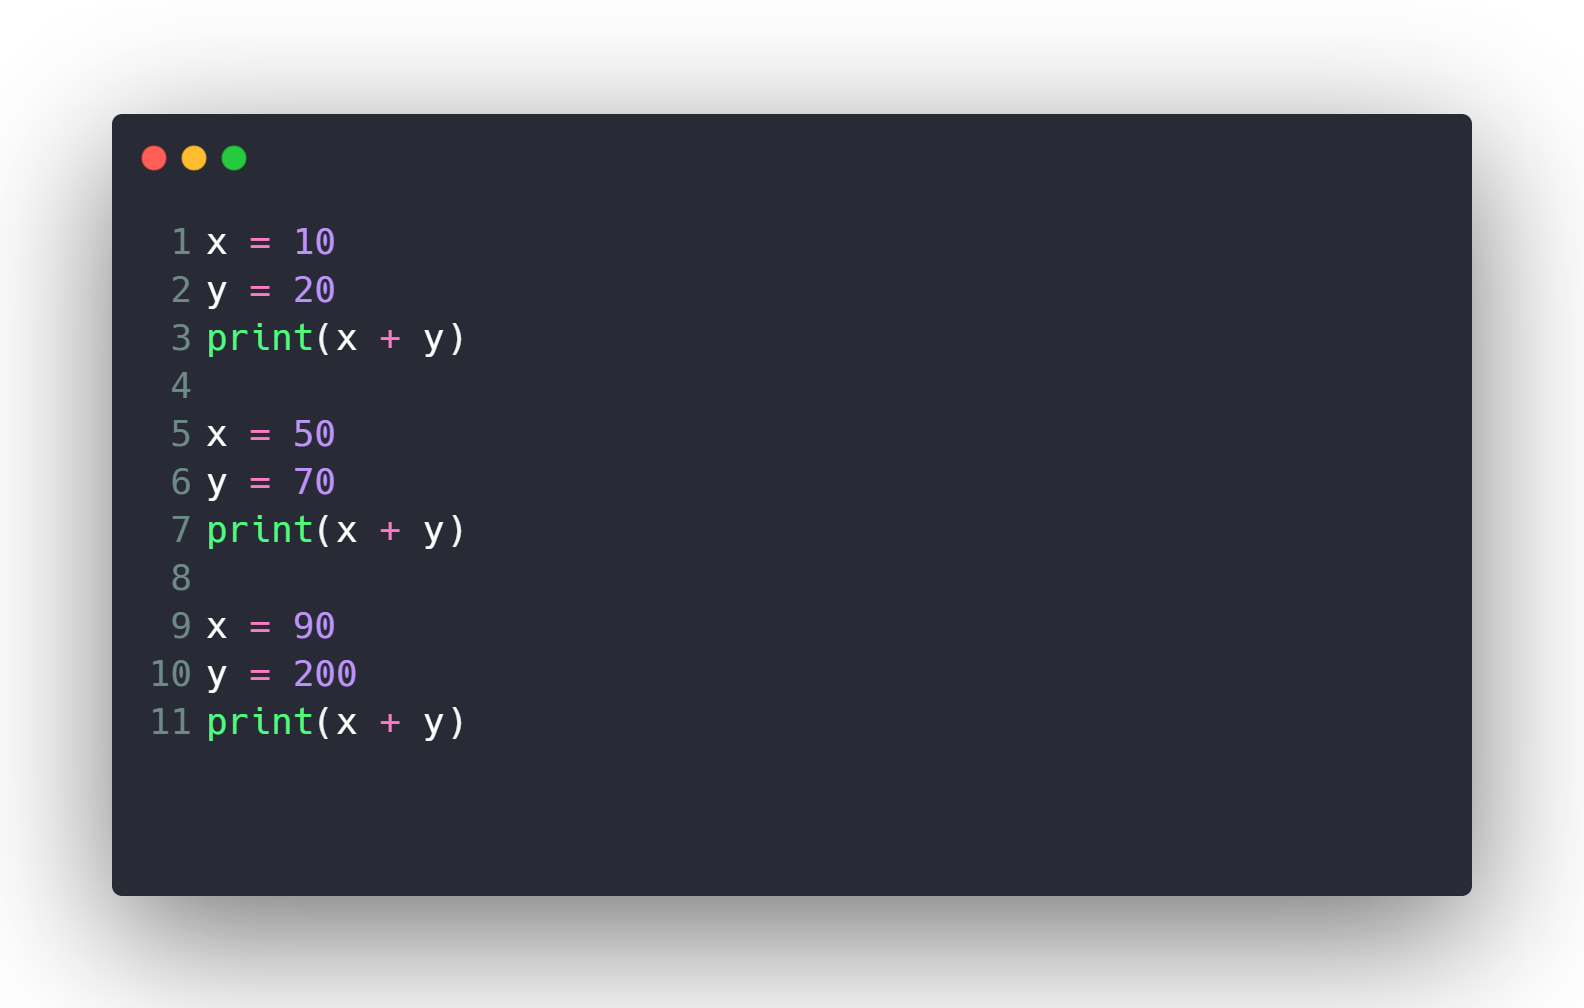 1 x = 10
2 y = 20
3 print(x + y)
4
5 x = 50
6 y = 70
7 print(x + y)
8
9 x = 90
10 y = 200
11 print(x + y)